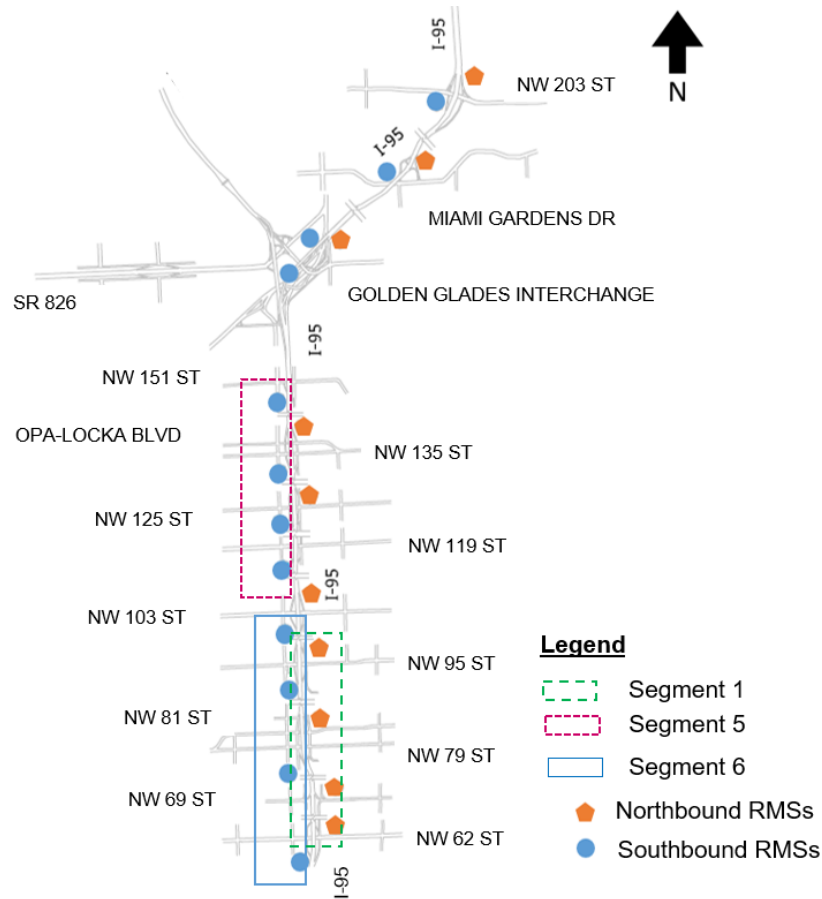 I-95
NW 203 ST
N
I-95
MIAMI GARDENS DR
GOLDEN GLADES INTERCHANGE
SR 826
I-95
NW 151 ST
OPA-LOCKA BLVD
NW 135 ST
NW 125 ST
NW 119 ST
I-95
NW 103 ST
NW 95 ST
NW 81 ST
NW 79 ST
NW 69 ST
NW 62 ST
I-95
Legend
Segment 1
Segment 5
Segment 6
Northbound RMSs
Southbound RMSs